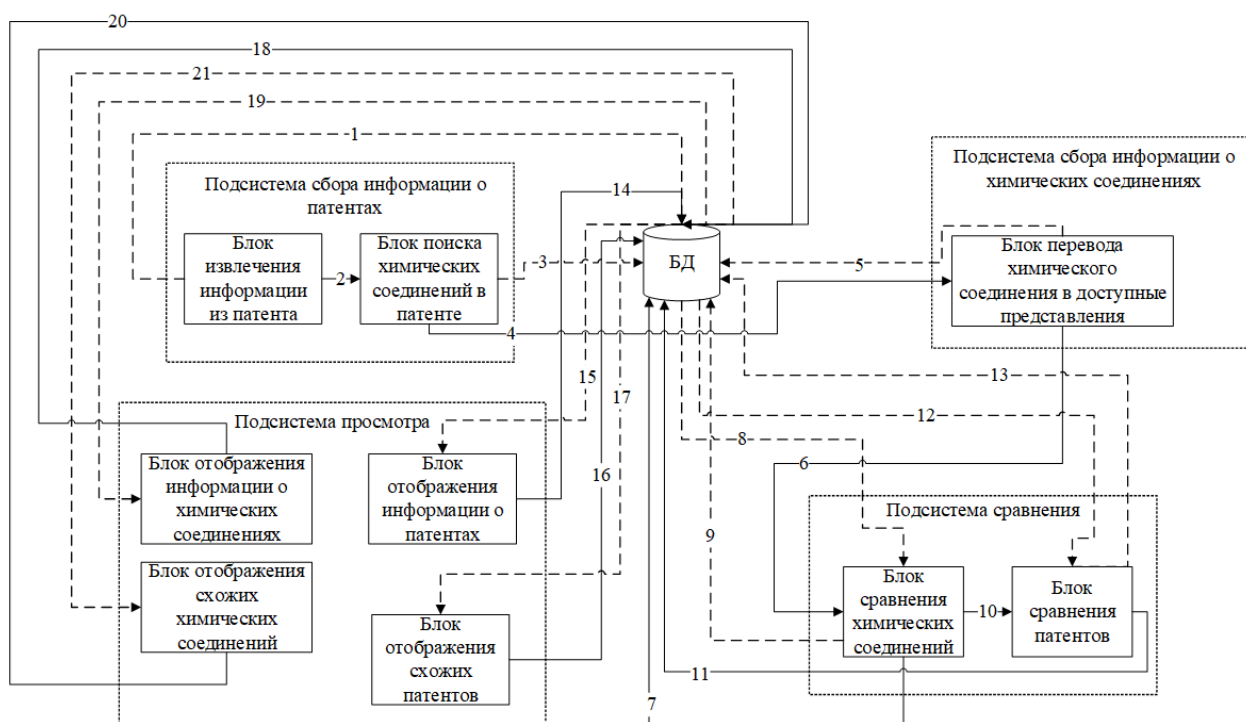 20
18
21
19
1
Подсистема сбора информации о
патентах
Блок
извлечения
информации
из патента
2
Блок поиска
химических
соединений в
патенте
3
4
14
БД
5
Подсистема сбора информации о
химических соединениях
Блок перевода
химического
соединения в доступные
представления
15
17
16
13
12
8
6
9
Подсистема просмотра
Блок отображения
информации о
химических
соединениях
Блок
отображения
информации о
патентах
Блок отображения
схожих
химических
соединений
Блок
отображения
схожих
патентов
Подсистема сравнения
Блок
сравнения
химических
соединений
10
Блок
сравнения
патентов
11
7